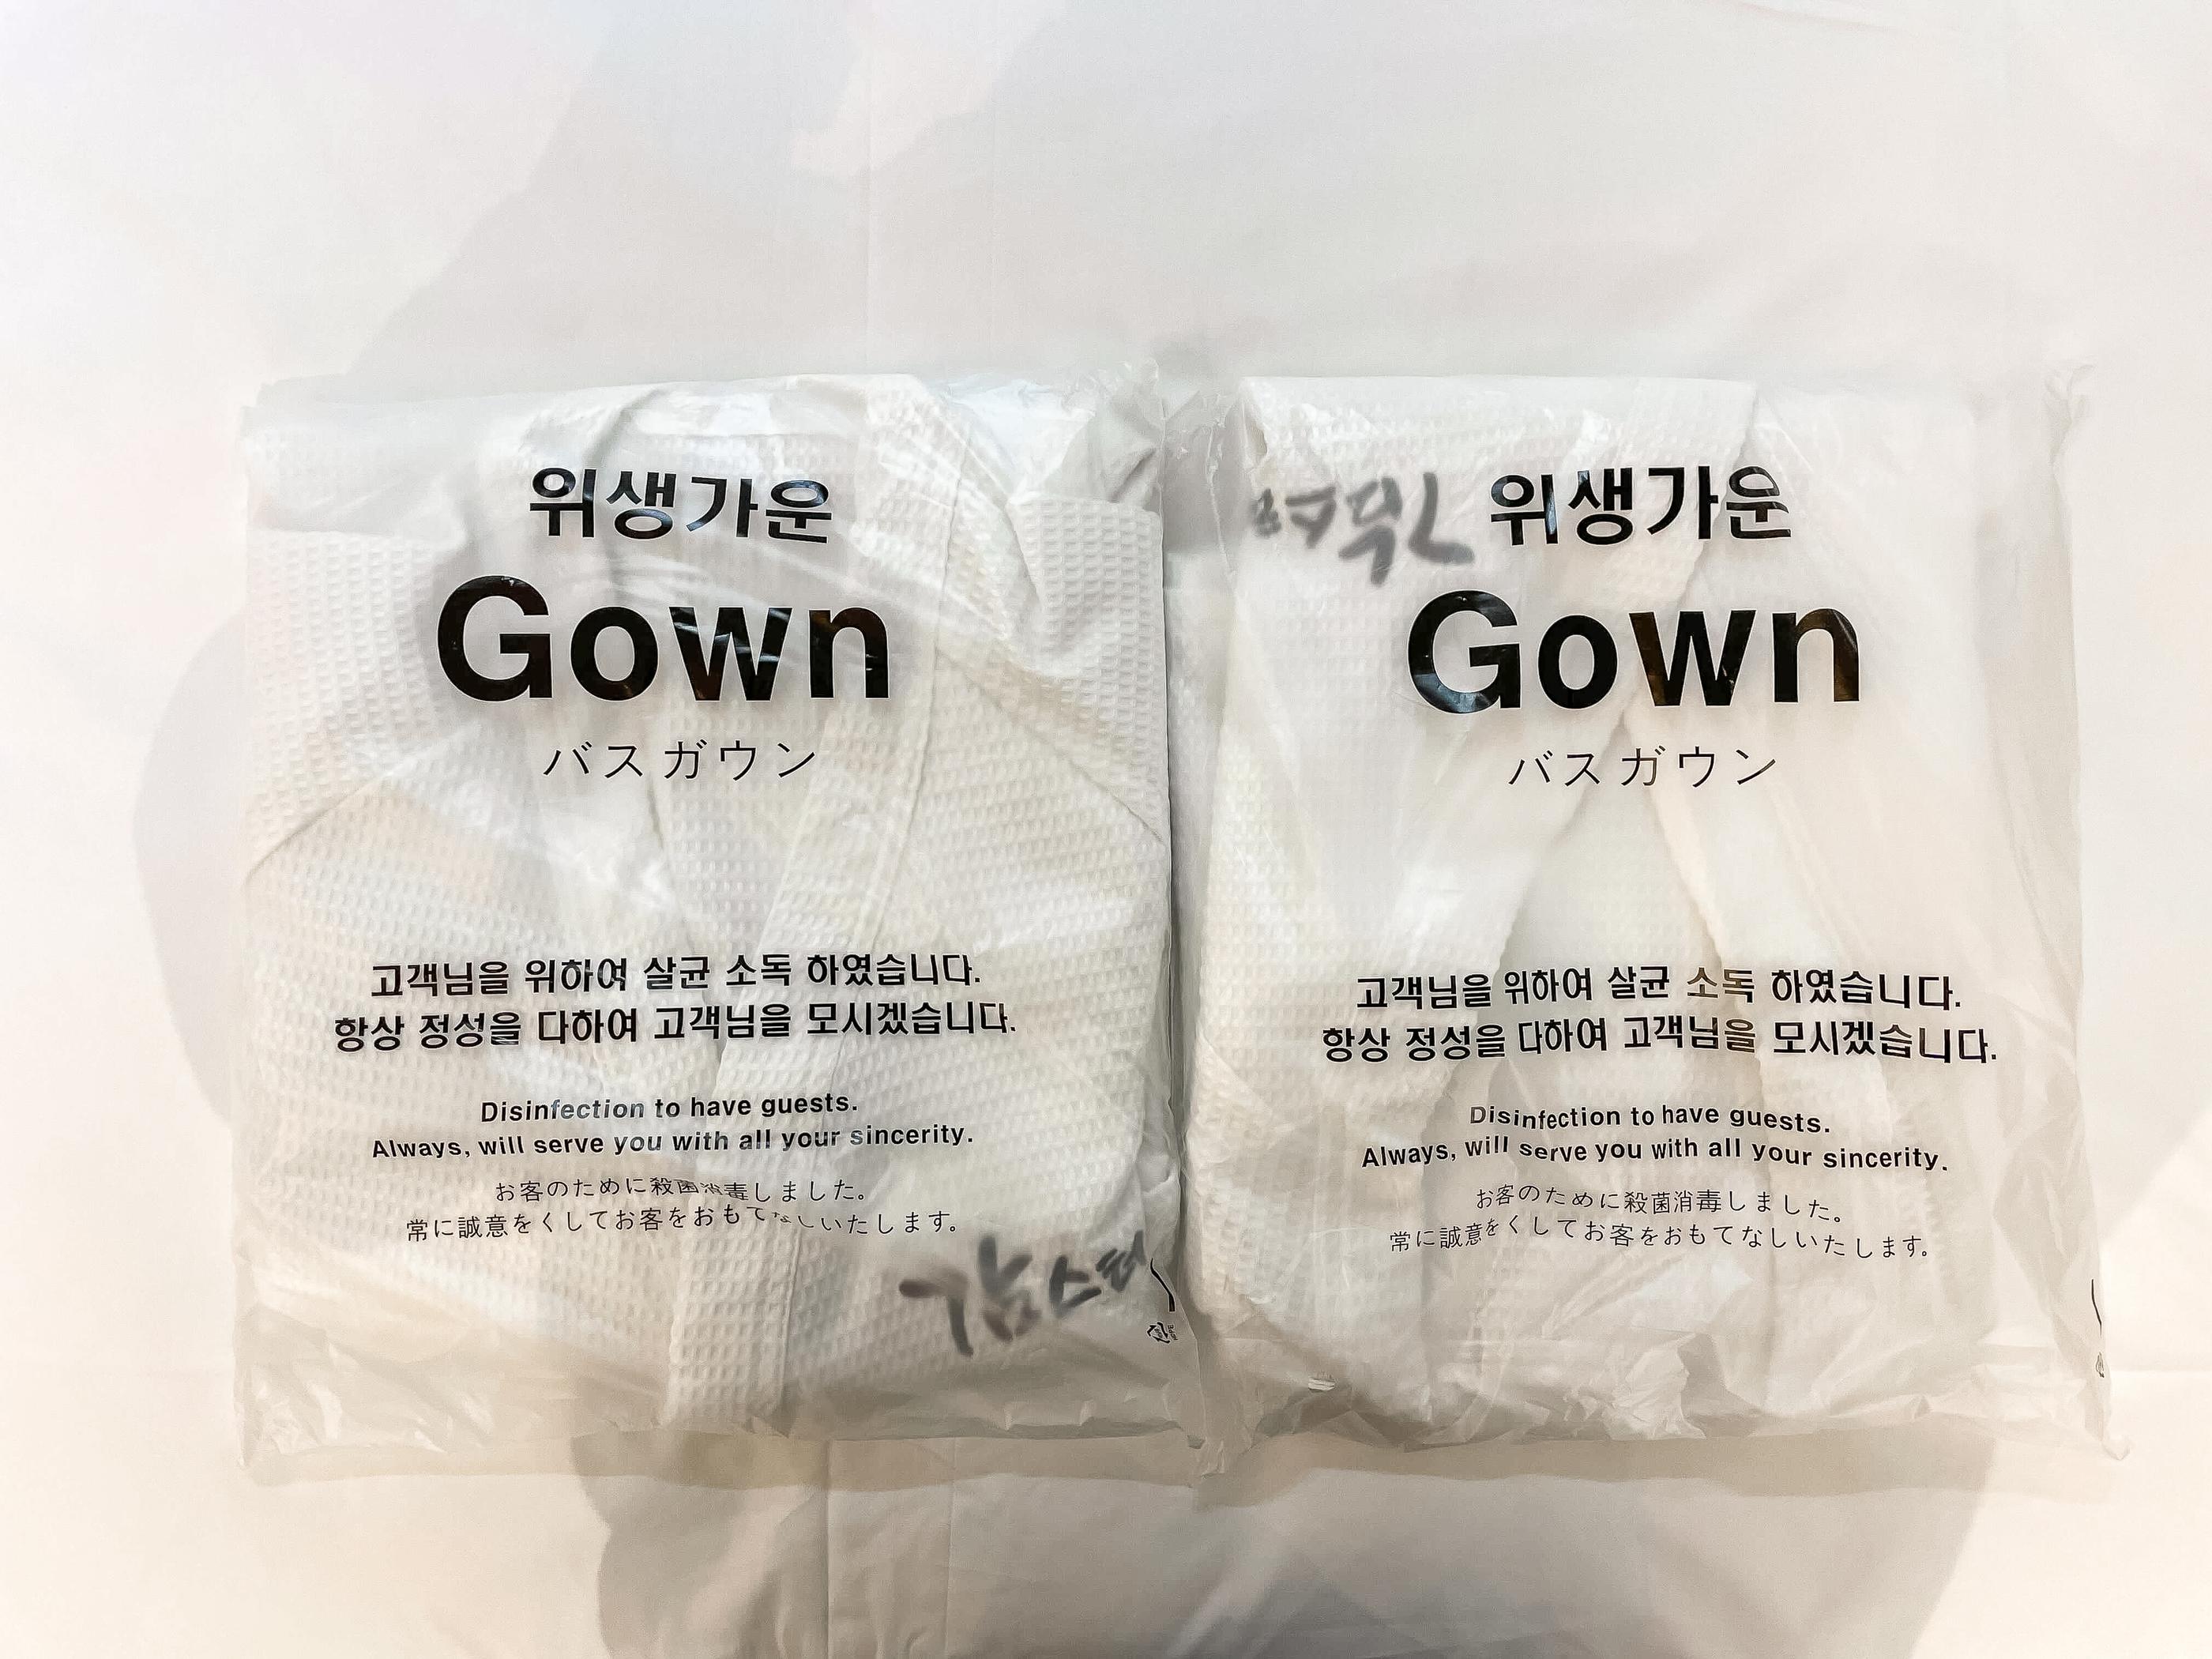 위생가운
Gown
バスガウン
고객님을 위하여 살균 소독 하였습니다.
항상 정성을 다하여 고객님을 모시겠습니다.
Disinfection to have guests.
Always, will serve you with all your sincerity.
お客のために殺菌消毒しました。
常に誠意をくしてお客をおもてなしいたします。
위생가운
Gown
バスガウン
고객님을 위하여 살균 소독 하였습니다.
항상 정성을 다하여 고객님을 모시겠습니다.
Disinfection to have guests.
Always, will serve you with all your sincerity.
お客のために殺菌消毒しました。
常に誠意をくしてお客をおもてなしいたします。